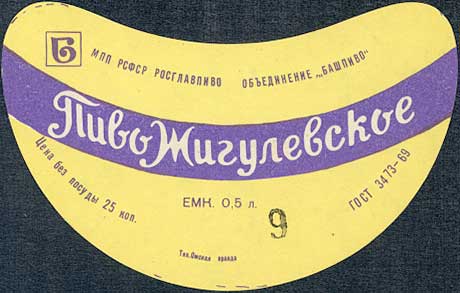 Б
МПП РСФСР РОСГЛАВПИВО ОБЪЕДИНЕНИЕ „БАШПИВО“
Пиво Жигулевское
Цена без посуды 25 коп.
ЕМК. 0,5 л.
ГОСТ 3473—69
9
Тип. Омская правда